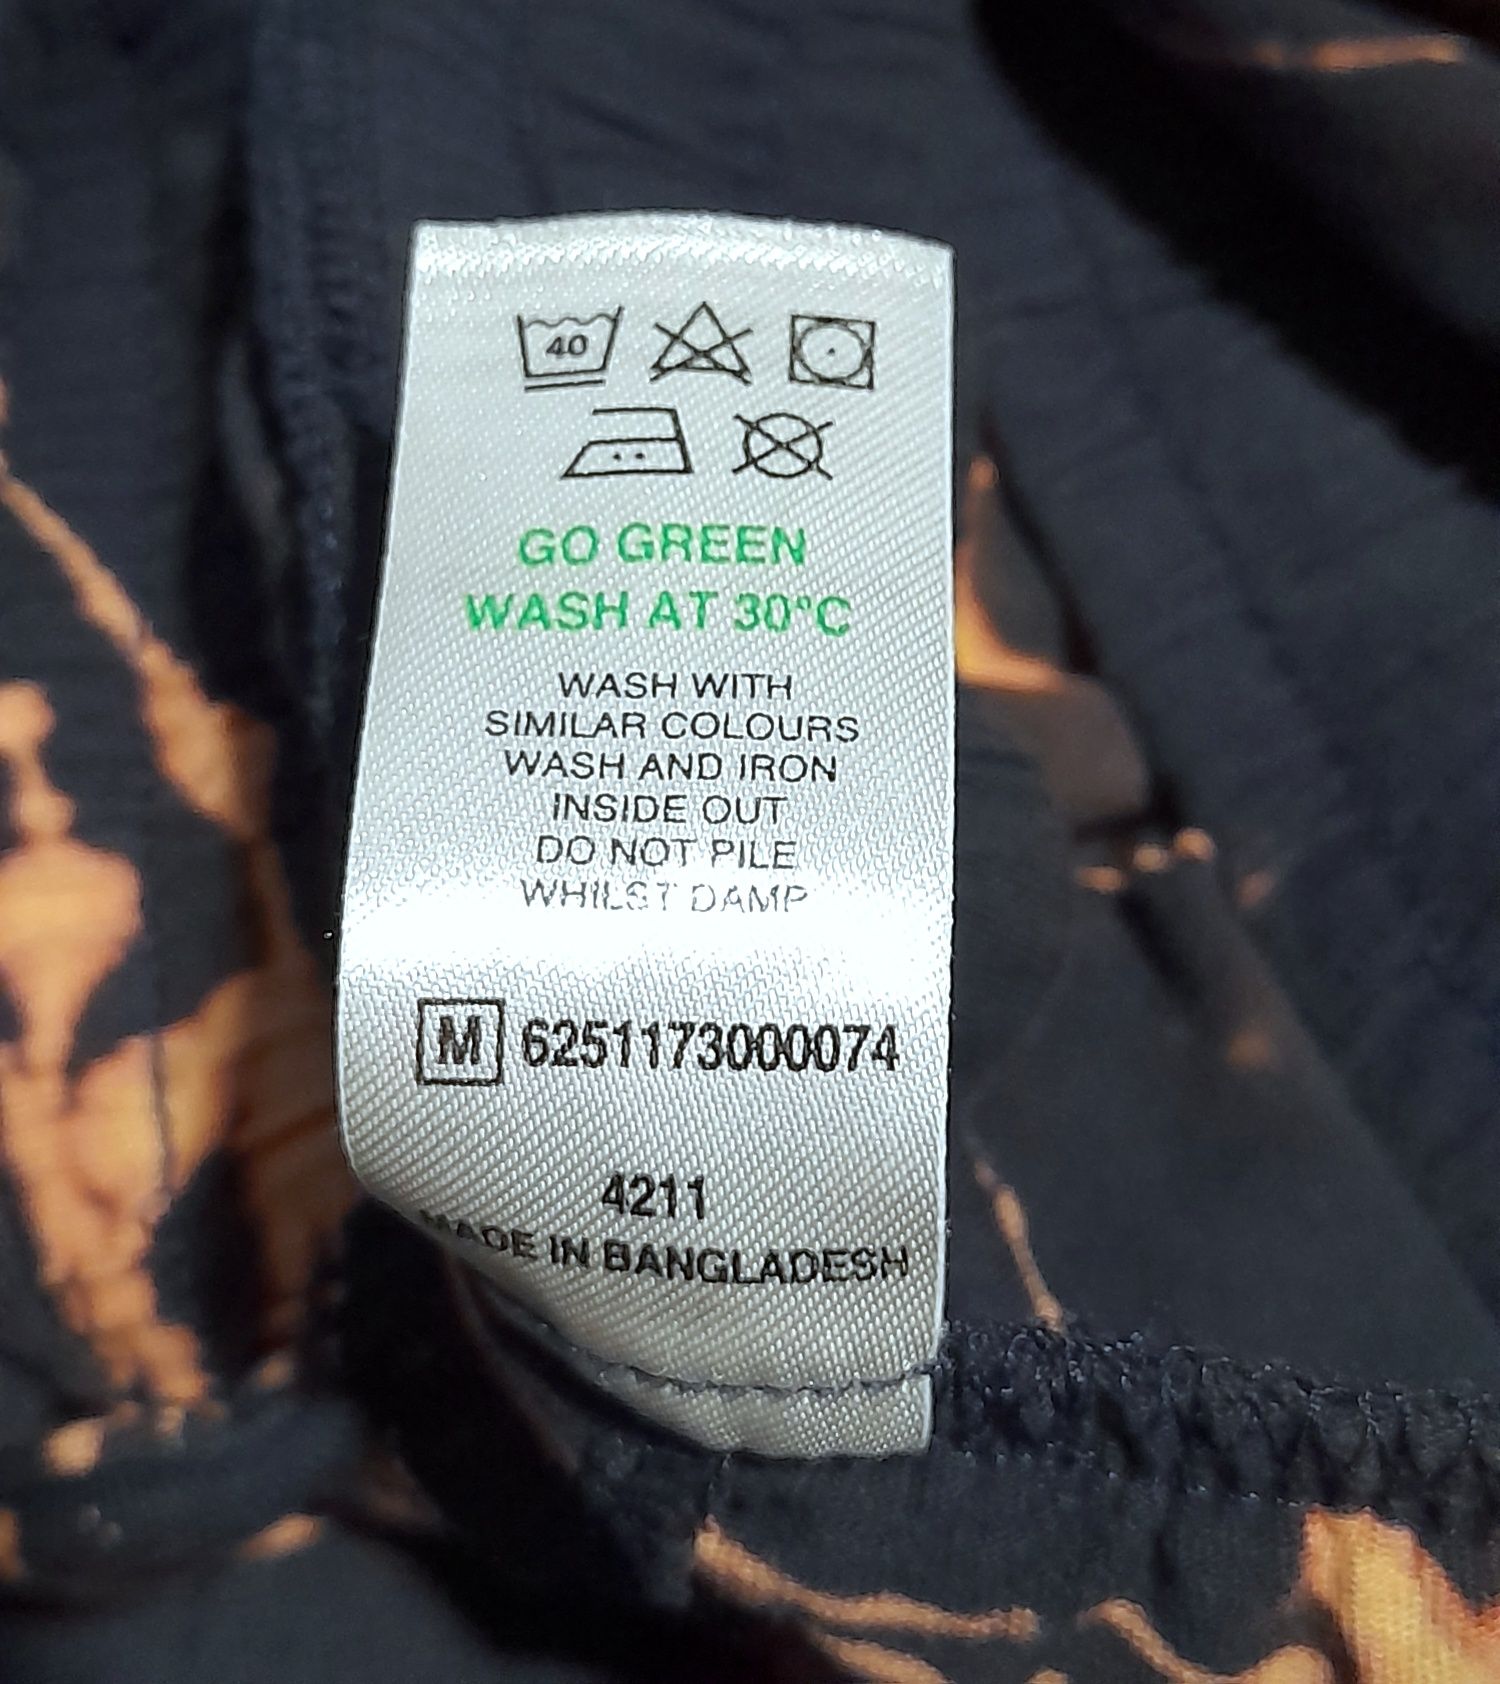 40
GO GREEN
WASH AT 30°C
WASH WITH
SIMILAR COLOURS
WASH AND IRON
INSIDE OUT
DO NOT PILE
WHILST DAMP
M 6251173000074
4211
MADE IN BANGLADESH